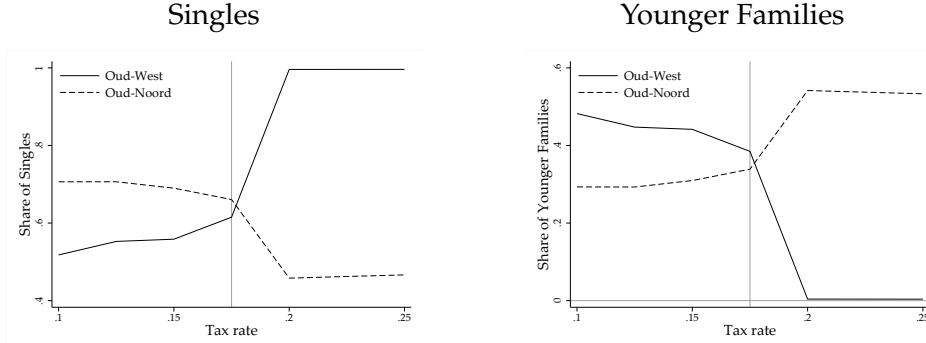 Singles
Younger Families
Oud-West
Oud-Noord
Share of Singles
1
.8
.6
.4
.1
.15
.2
.25
Tax rate
Oud-West
Oud-Noord
Share of Younger Families
.6
.4
.2
0
.1
.15
.2
.25
Tax rate